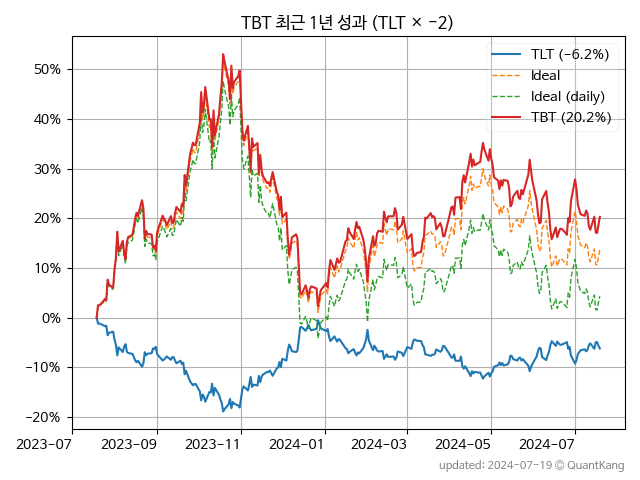 TBT 최근 1년 성과 (TLT × −2)
TLT (−6.2%)
Ideal
Ideal (daily)
TBT (20.2%)
50%
40%
30%
20%
10%
0%
−10%
−20%
2023-07 2023-09 2023-11 2024-01 2024-03 2024-05 2024-07
updated: 2024-07-19 © QuantKang